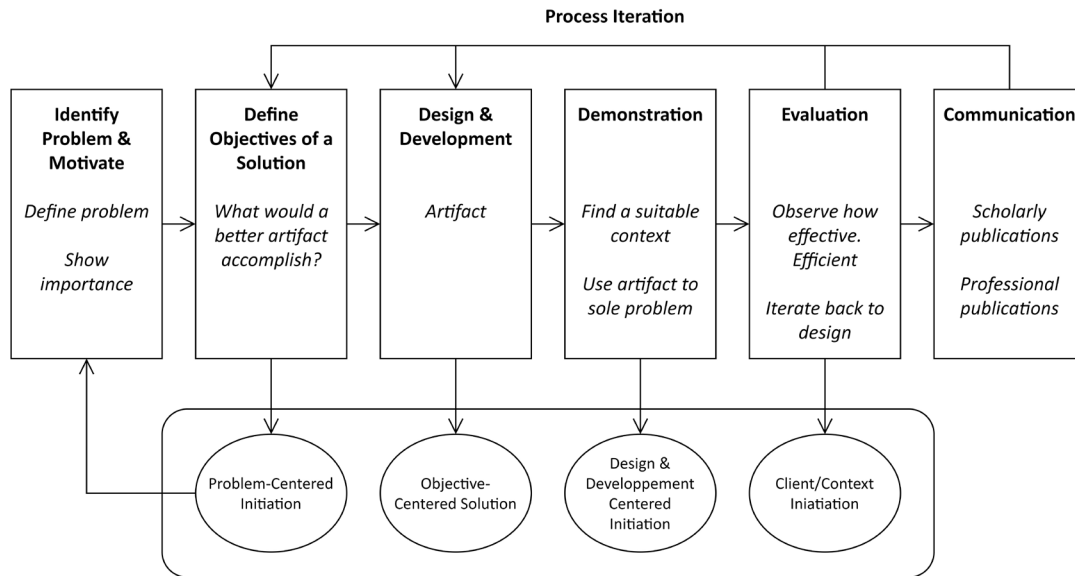 Process Iteration
Identify
Problem &
Motivate
Define problem
Show
importance
Define
Objectives of a
Solution
What would a
better artifact
accomplish?
Design &
Development
Artifact
Demonstration
Find a suitable
context
Use artifact to
sole problem
Evaluation
Observe how
effective.
Efficient
Iterate back to
design
Communication
Scholarly
publications
Professional
publications
Problem-Centered
Initiation
Objective-
Centered Solution
Design &
Developpement
Centered
Initiation
Client/Context
Iniatiation